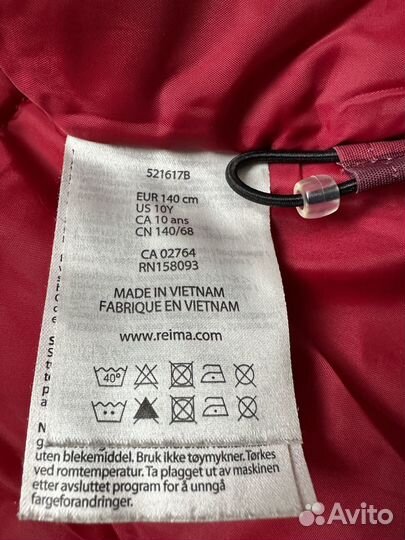 521617B
EUR 140 cm
US 10Y
CA 10 ans
CN 140/68
CA 02764
RN158093
MADE IN VIETNAM
FABRIQUE EN VIETNAM
www.reima.com
40°
uten blekemiddel. Bruk ikke tøymykner. Tørkes
ved romtemperatur. Ta plagget ut av maskinen
etter avsluttet program for å unngå
fargeforandringer.
Avito